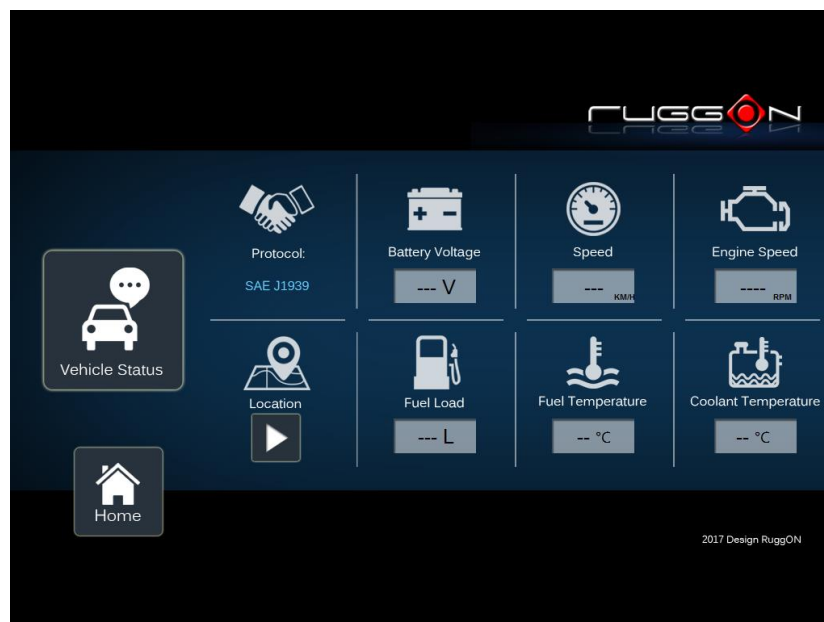 ruggON
Protocol:
Battery Voltage
Speed
Engine Speed
SAE J1939
--- V
---
KM/H
----
RPM
Vehicle Status
Location
Fuel Load
Fuel Temperature
Coolant Temperature
--- L
-- °C
-- °C
Home
2017 Design RuggON